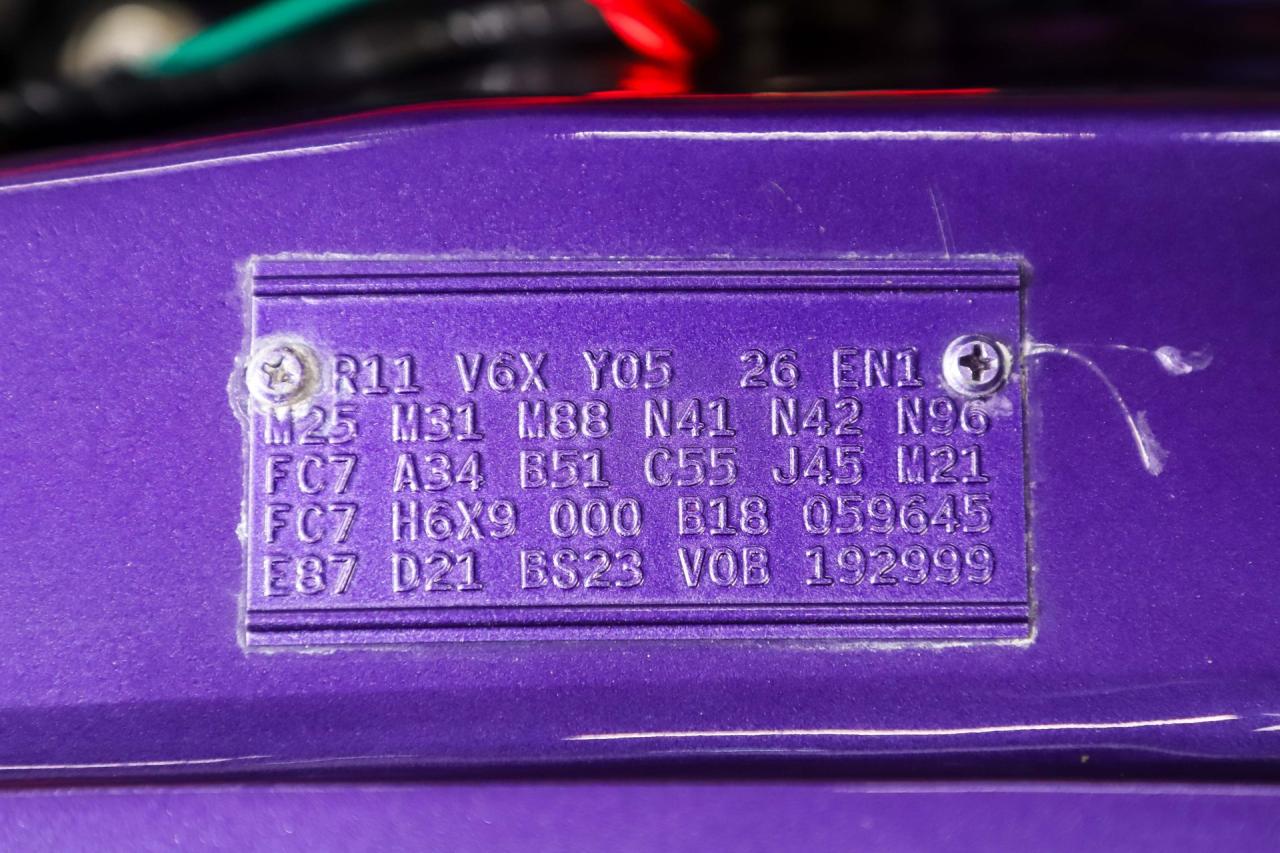 R11 V6X Y05 26 EN1
M25 M31 M88 N41 N42 N96
FC7 A34 B51 C55 J45 M21
FC7 H6X9 000 B18 059645
E87 D21 BS23 V0B 192999